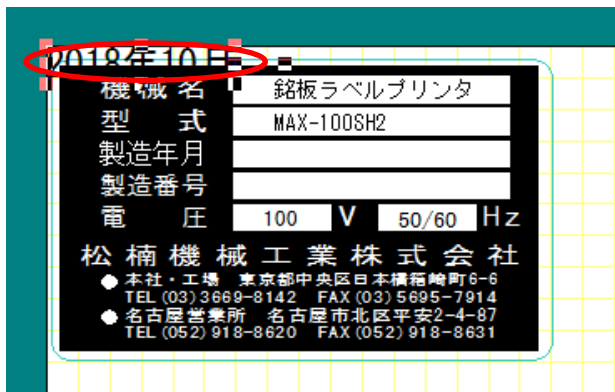 2018年10月
機械名 銘板ラベルプリンタ
型 式 MAX-100SH2
製造年月
製造番号
電 圧 100 V 50/60 Hz
松楠機械工業株式会社
●本社・工場 東京都中央区日本橋箱崎町6-6
TEL(03)3669-8142 FAX(03)5695-7914
●名古屋営業所 名古屋市北区平安2-4-87
TEL(052)918-8620 FAX(052)918-8631